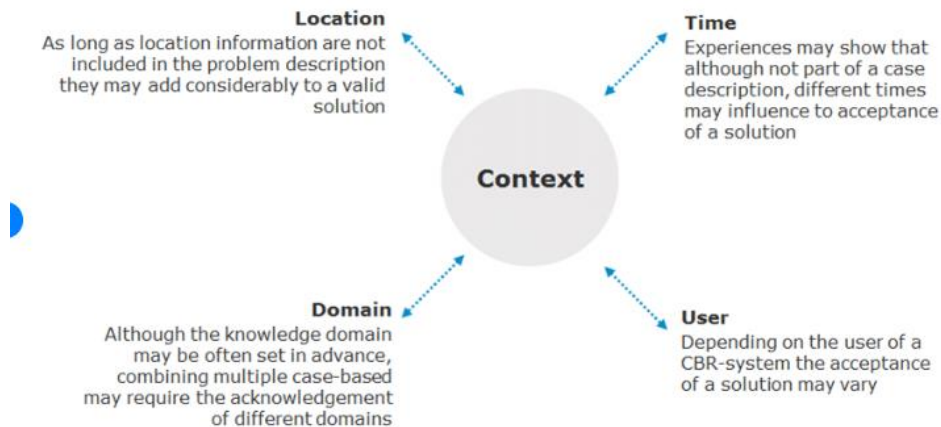 Location
As long as location information are not
included in the problem description
they may add considerably to a valid
solution
Time
Experiences may show that
although not part of a case
description, different times
may influence to acceptance
of a solution
Context
Domain
Although the knowledge domain
may be often set in advance,
combining multiple case-based
may require the acknowledgement
of different domains
User
Depending on the user of a
CBR-system the acceptance
of a solution may vary